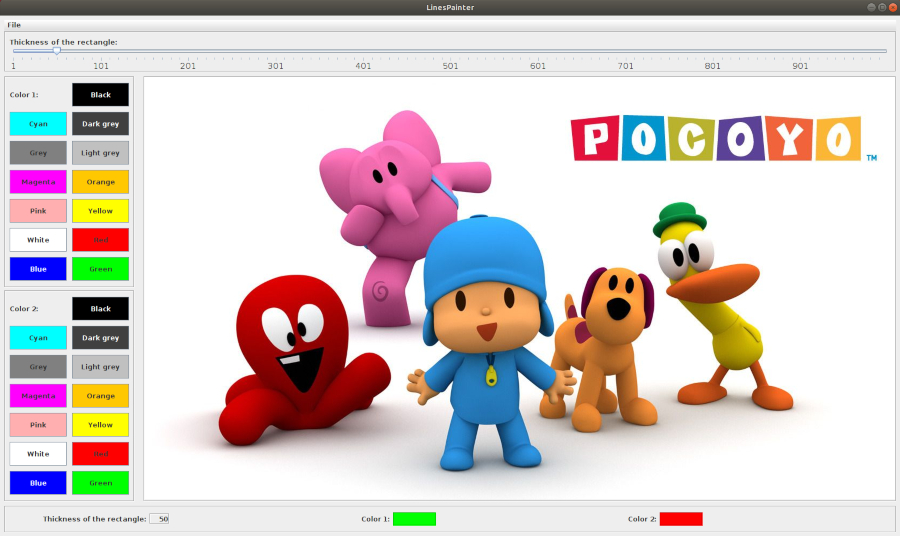 LinesPainter
File
Thickness of the rectangle:
1 101 201 301 401 501 601 701 801 901
Color 1: Black
Cyan Dark grey
Grey Light grey
Magenta Orange
Pink Yellow
White Red
Blue Green
Color 2: Black
Cyan Dark grey
Grey Light grey
Magenta Orange
Pink Yellow
White Red
Blue Green
POCOYO TM
Thickness of the rectangle: 50 Color 1: Color 2: